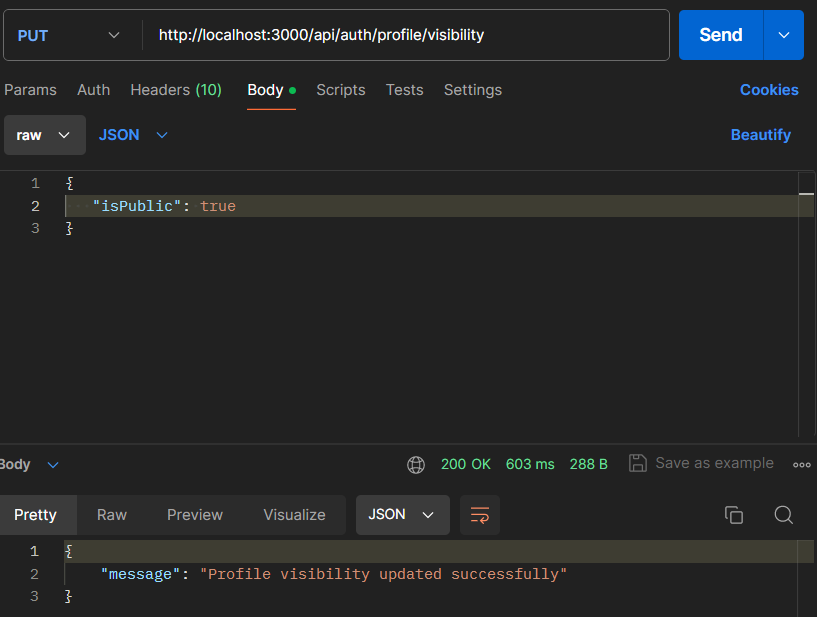 PUT http://localhost:3000/api/auth/profile/visibility Send
Params Auth Headers (10) Body Scripts Tests Settings Cookies
raw JSON Beautify
1 {
2 "isPublic": true
3 }
Body 200 OK 603 ms 288 B Save as example
Pretty Raw Preview Visualize JSON
1 {
2 "message": "Profile visibility updated successfully"
3 }